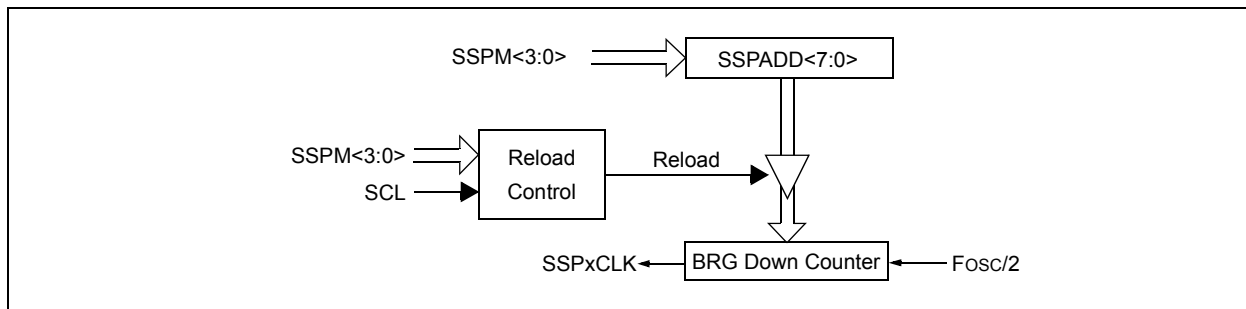 SSPM<3:0>
SSPADD<7:0>
SSPM<3:0>
SCL
Reload
Control
Reload
SSPxCLK
BRG Down Counter
FOSC/2